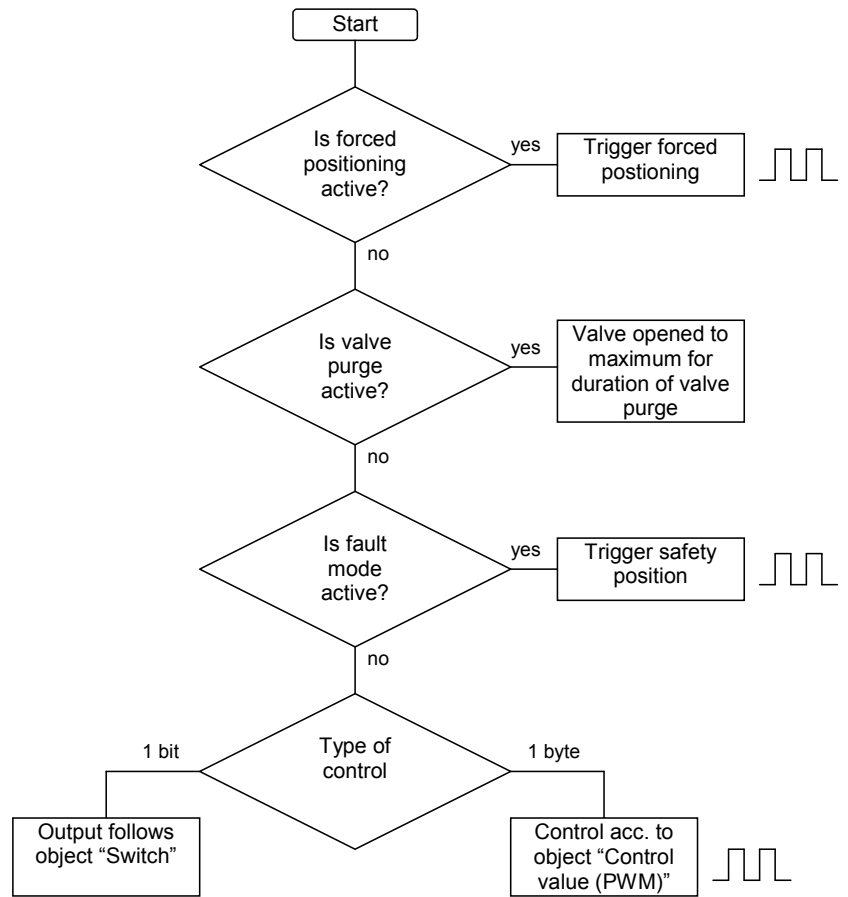 Start
Is forced
positioning
active?
yes
Trigger forced
postioning
no
Is valve
purge
active?
yes
Valve opened to
maximum for
duration of valve
purge
no
Is fault
mode
active?
yes
Trigger safety
position
no
Type of
control
1 bit
1 byte
Output follows
object “Switch”
Control acc. to
object “Control
value (PWM)”